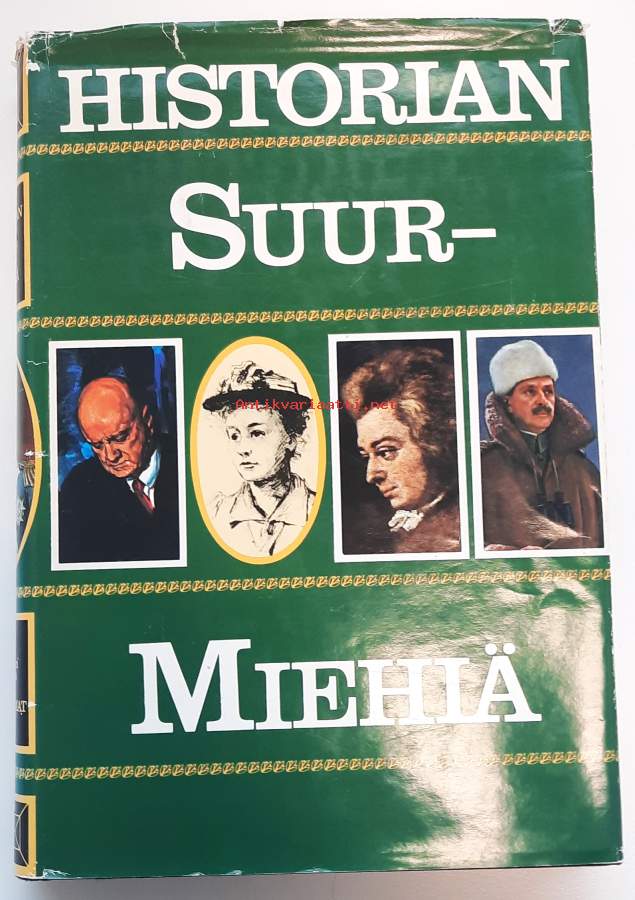 HISTORIAN
SUUR-
Antikvariaatti.net
MIEHIÄ